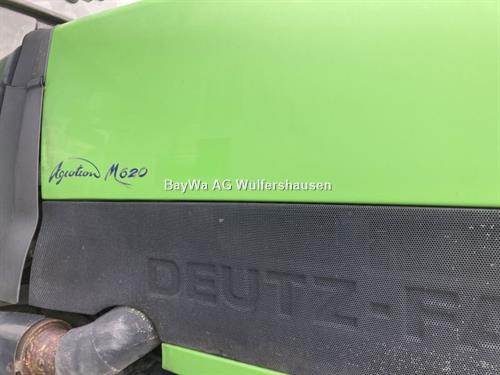 Agrotron M620
BayWa AG Wulfershausen
DEUTZ-F